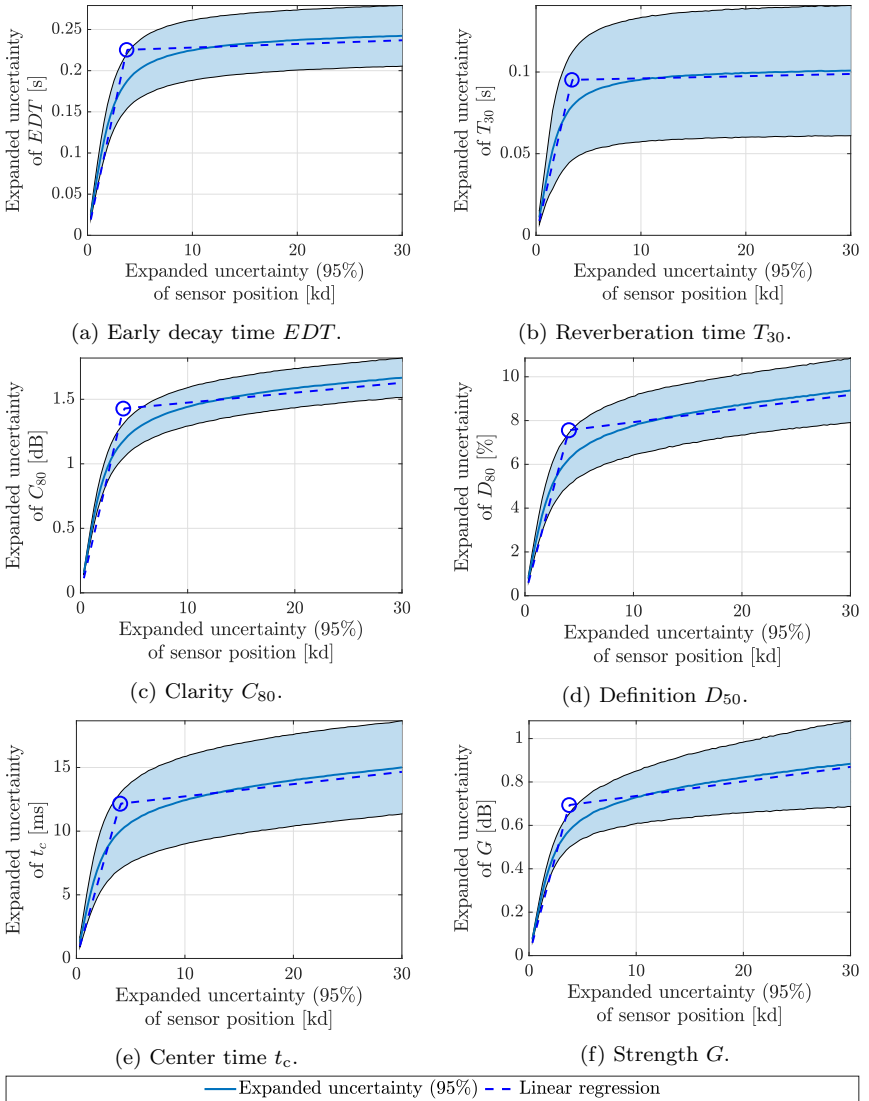 Expanded uncertainty
of EDT [s]
0.25
0.2
0.15
0.1
0.05
0
0 10 20 30
Expanded uncertainty (95%)
of sensor position [kd]
(a) Early decay time EDT.
Expanded uncertainty
of T30 [s]
0.1
0.05
0
0 10 20 30
Expanded uncertainty (95%)
of sensor position [kd]
(b) Reverberation time T30.
Expanded uncertainty
of C80 [dB]
1.5
1
0.5
0
0 10 20 30
Expanded uncertainty (95%)
of sensor position [kd]
(c) Clarity C80.
Expanded uncertainty
of D80 [%]
10
8
6
4
2
0
0 10 20 30
Expanded uncertainty (95%)
of sensor position [kd]
(d) Definition D50.
Expanded uncertainty
of tc [ms]
15
10
5
0
0 10 20 30
Expanded uncertainty (95%)
of sensor position [kd]
(e) Center time tc.
Expanded uncertainty
of G [dB]
1
0.8
0.6
0.4
0.2
0
0 10 20 30
Expanded uncertainty (95%)
of sensor position [kd]
(f) Strength G.
Expanded uncertainty (95%) Linear regression